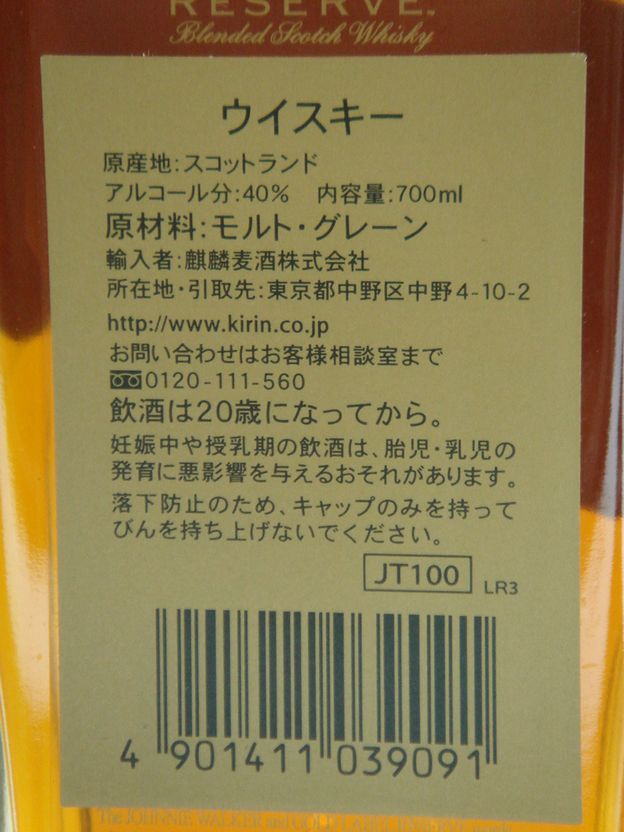 RESERVE™
Blended Scotch Whisky
ウイスキー
原産地:スコットランド
アルコール分:40% 内容量:700ml
原材料:モルト・グレーン
輸入者:麒麟麦酒株式会社
所在地・引取先:東京都中野区中野4-10-2
http://www.kirin.co.jp
お問い合わせはお客様相談室まで
0120-111-560
飲酒は20歳になってから。
妊娠中や授乳期の飲酒は、胎児・乳児の
発育に悪影響を与えるおそれがあります。
落下防止のため、キャップのみを持って
びんを持ち上げないでください。
JT100 LR3
4 901411 039091
The JOHNNIE WALKER and GOLD LABEL RESERVE